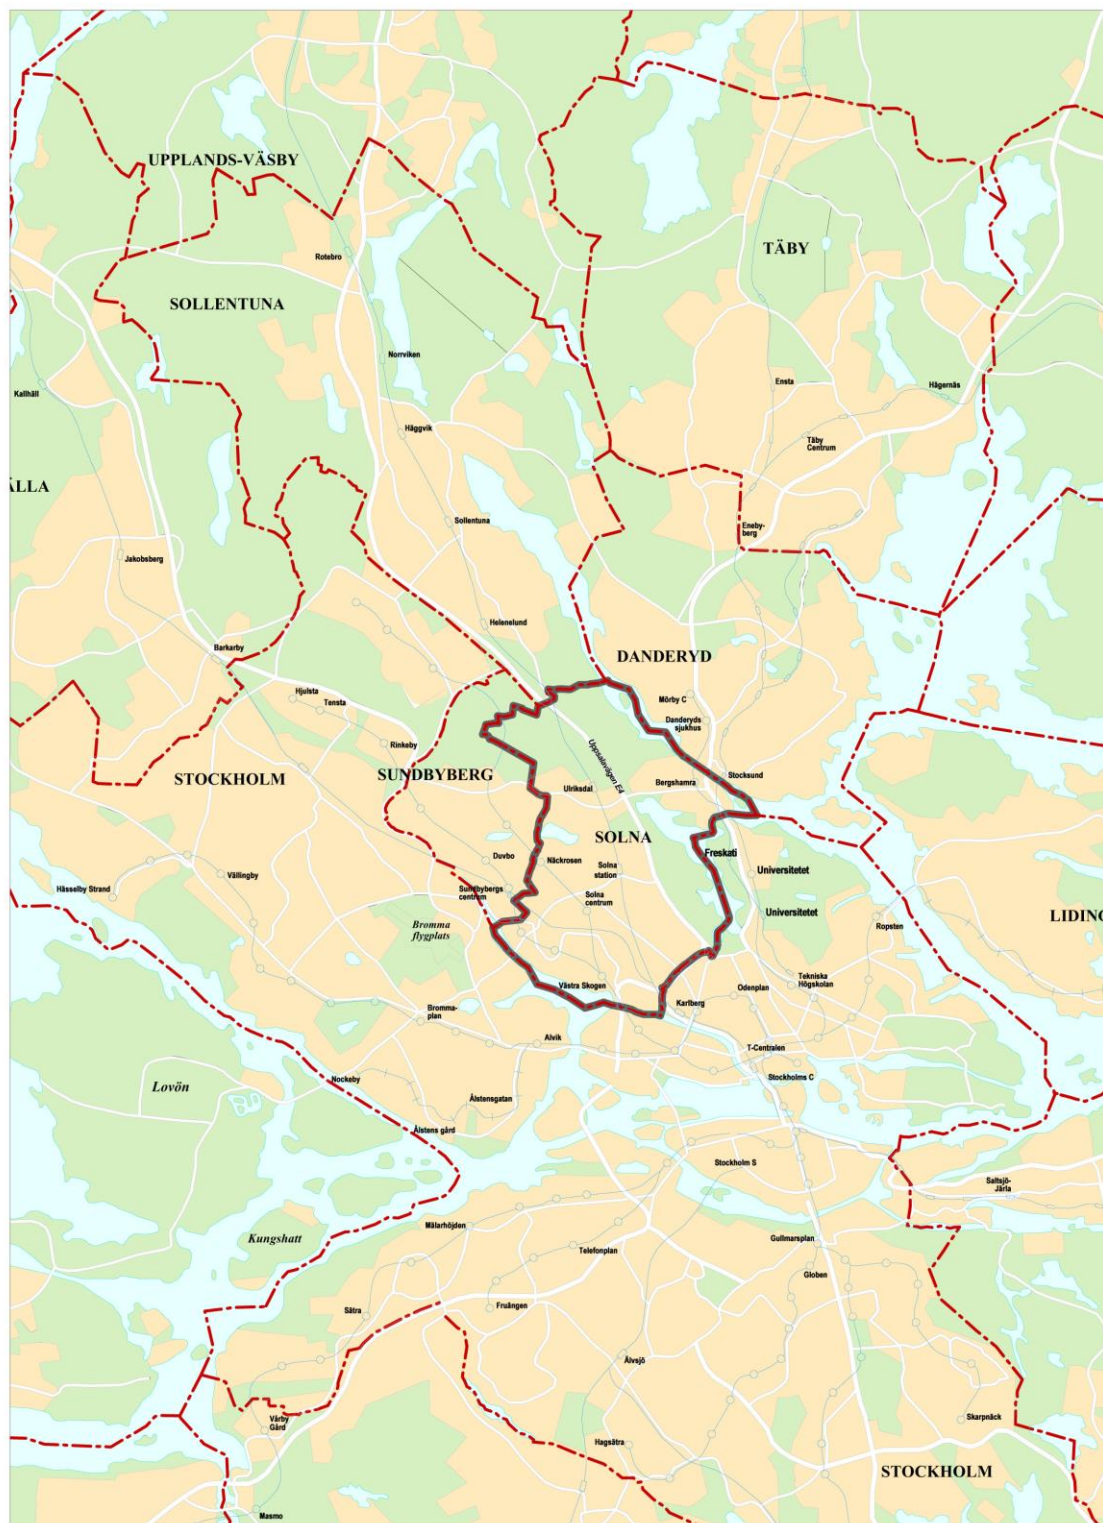 UPPLANDS-VÄSBY
TÄBY
Rotebro
SOLLENTUNA
Norrviken
Kallhäll
Ensta
Hägernäs
Häggvik
Täby
Centrum
ÄLLA
Sollentuna
Eneby-
berg
Jakobsberg
Helenelund
Barkarby
DANDERYD
Hjulsta
Tensta
Mörby C
Danderyds
sjukhus
Rinkeby
Uppsalavägen E4
STOCKHOLM
SUNDBYBERG
Ulriksdal
Bergshamra
Stocksund
SOLNA
Duvbo
Näckrosen
Freskati
Solna
station
Universitetet
Vällingby
Hässelby Strand
Sundbybergs
centrum
Solna
centrum
Universitetet
LIDING
Bromma
flygplats
Ropsten
Västra Skogen
Tekniska
Högskolan
Odenplan
Karlberg
Bromma-
plan
Alvik
T-Centralen
Stockholms C
Nockeby
Lovön
Ålstensgatan
Ålstens gård
Stockholm S
Saltsjö-
Järla
Mälarhöjden
Kungshatt
Gullmarsplan
Telefonplan
Globen
Sätra
Fruängen
Älvsjö
Vårby
Gård
Skarpnäck
Hagsätra
STOCKHOLM
Masmo